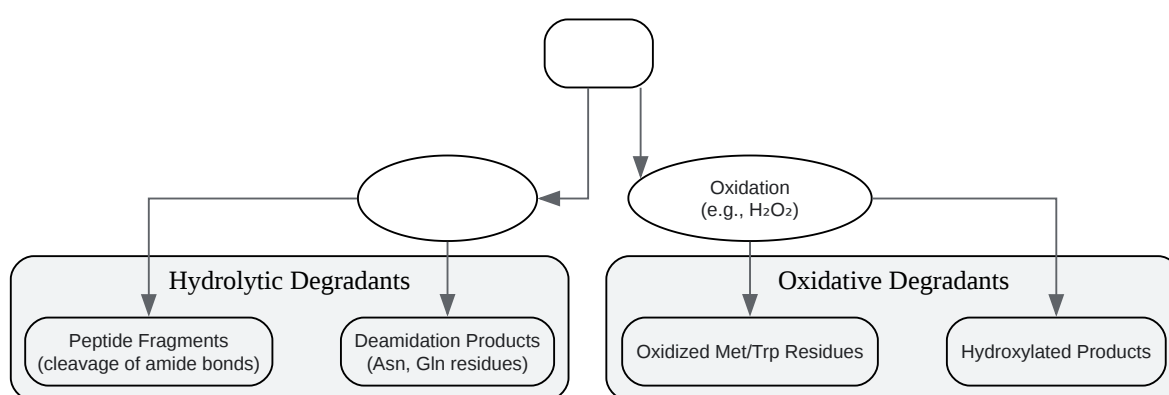 Oxidation
(e.g., H₂O₂)
Hydrolytic Degradants
Oxidative Degradants
Peptide Fragments
(cleavage of amide bonds)
Deamidation Products
(Asn, Gln residues)
Oxidized Met/Trp Residues
Hydroxylated Products